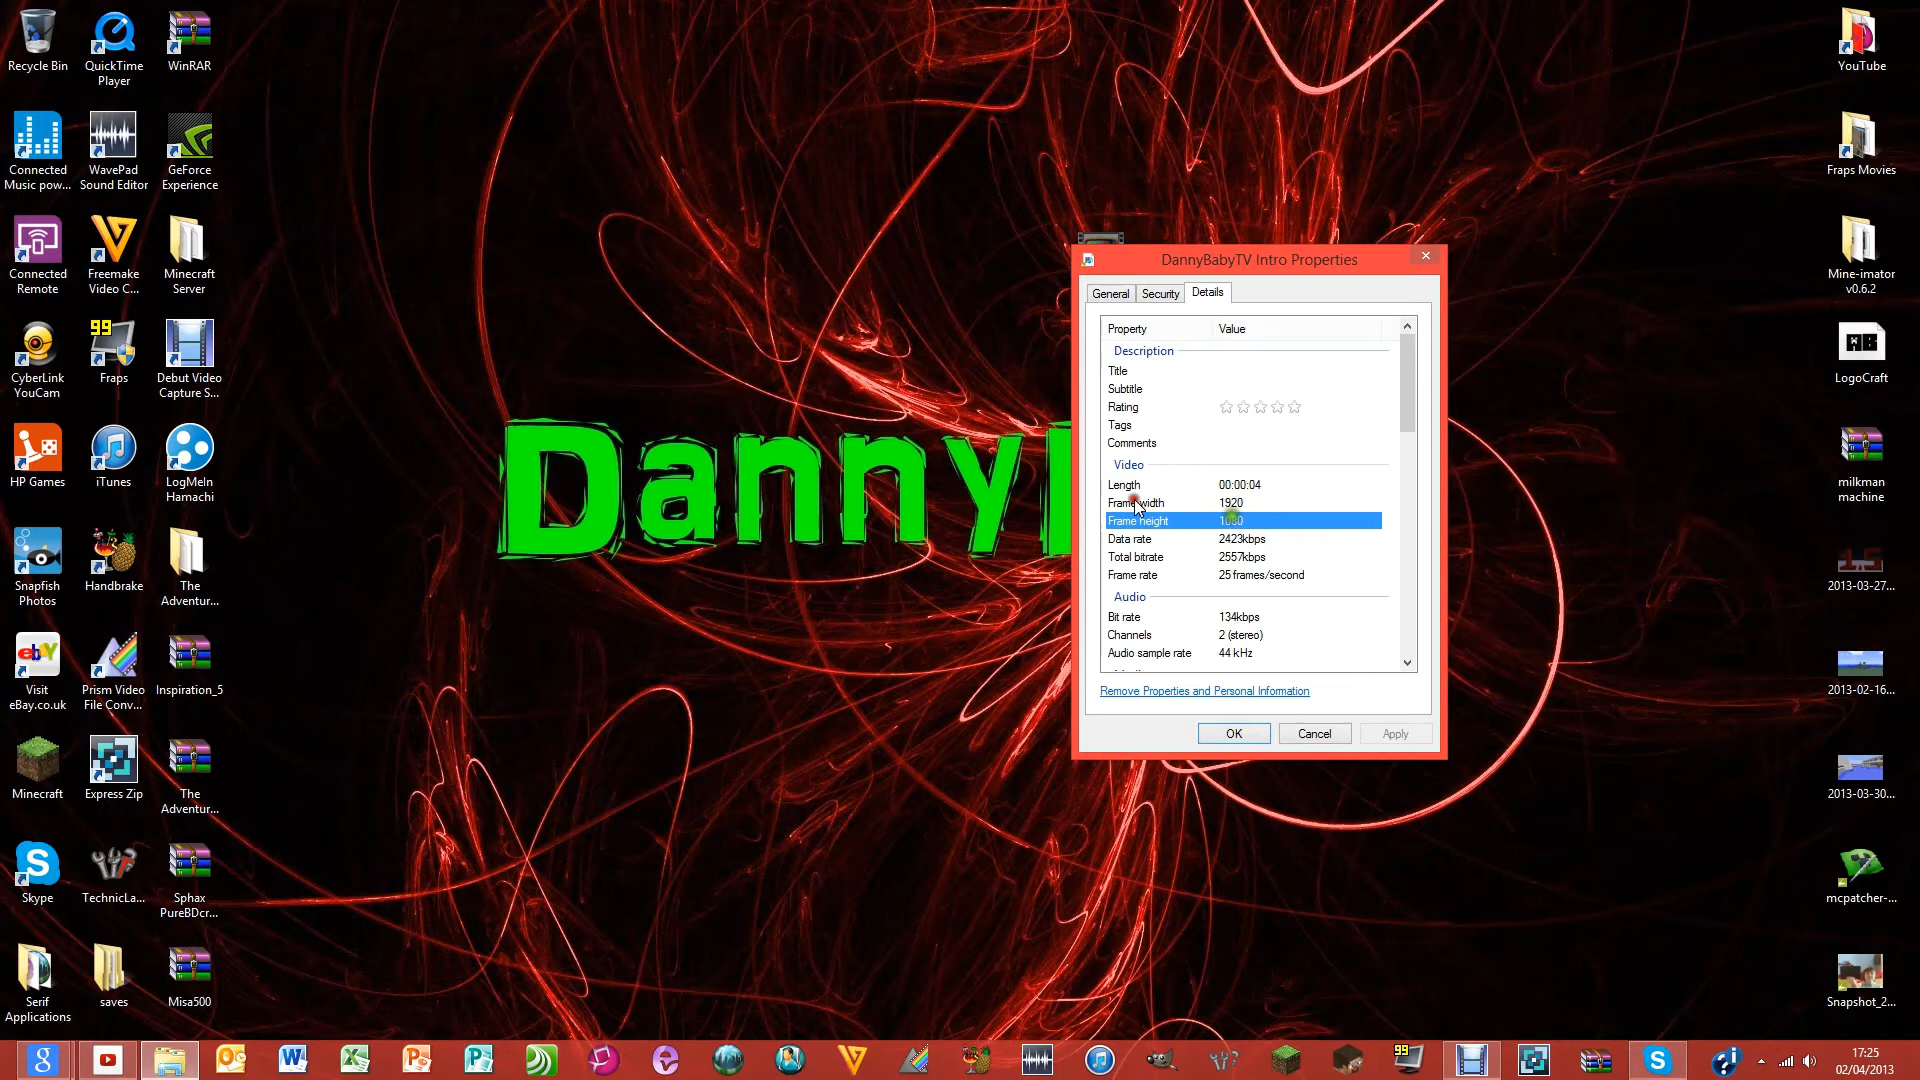 Recycle Bin
QuickTime
Player
WinRAR
Connected
Music pow...
WavePad
Sound Editor
GeForce
Experience
Connected
Remote
Freemake
Video C...
Minecraft
Server
CyberLink
YouCam
99
Fraps
Debut Video
Capture S...
HP Games
iTunes
LogMeIn
Hamachi
Snapfish
Photos
Handbrake
The
Adventur...
ebY
Visit
eBay.co.uk
Prism Video
File Conv...
Inspiration_5
Minecraft
Express Zip
The
Adventur...
Skype
TechnicLa...
Sphax
PureBDcr...
Serif
Applications
saves
Misa500
Danny
DannyBabyTV Intro Properties
General
Security
Details
Property
Value
Description
Title
Subtitle
Rating
Tags
Comments
Video
Length 00:00:04
Frame width 1920
Frame height 1080
Data rate 2423kbps
Total bitrate 2557kbps
Frame rate 25 frames/second
Audio
Bit rate 134kbps
Channels 2 (stereo)
Audio sample rate 44 kHz
Remove Properties and Personal Information
OK
Cancel
Apply
YouTube
Fraps Movies
Mine-imator
v0.6.2
LogoCraft
milkman
machine
2013-03-27...
2013-02-16...
2013-03-30...
mcpatcher-...
Snapshot_2...
99
17:25
02/04/2013